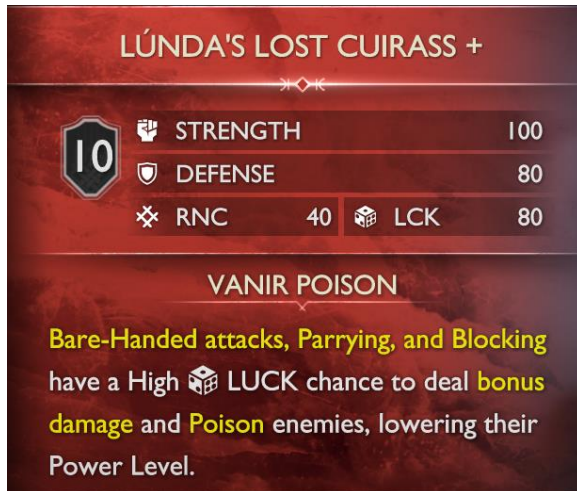 LÚNDA'S LOST CUIRASS +
10
STRENGTH 100
DEFENSE 80
RNC 40 LCK 80
VANIR POISON
Bare-Handed attacks, Parrying, and Blocking
have a High LUCK chance to deal bonus
damage and Poison enemies, lowering their
Power Level.